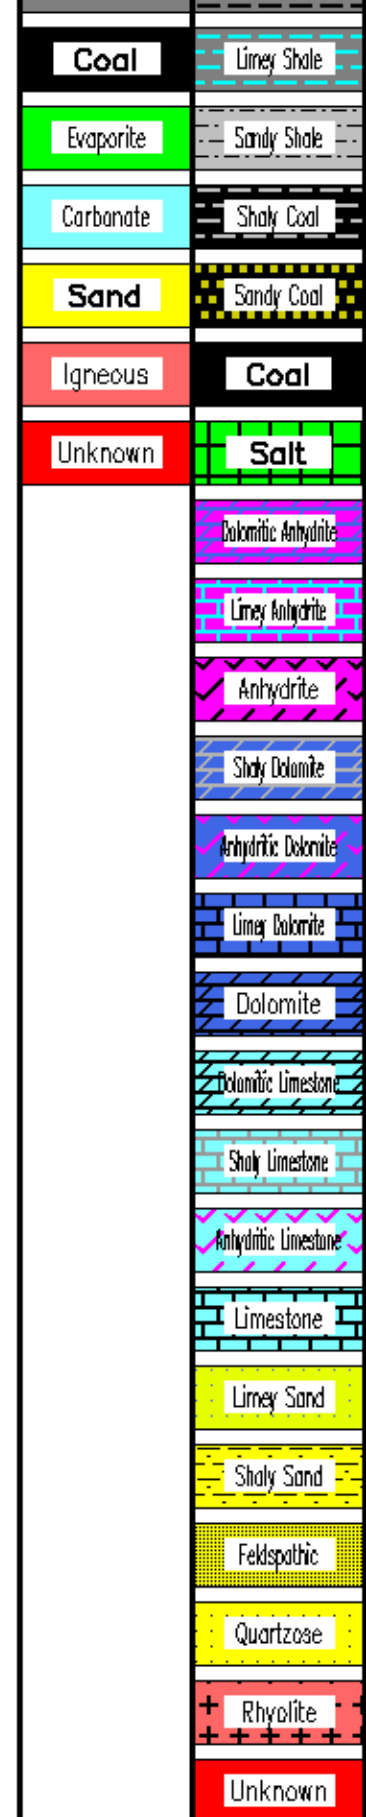 Coal
Evaporite
Carbonate
Sand
Igneous
Unknown
Limey Shale
Sandy Shale
Shaly Coal
Sandy Coal
Coal
Salt
Dolomitic Anhydrite
Limey Anhydrite
Anhydrite
Shaly Dolomite
Anhydritic Dolomite
Limey Dolomite
Dolomite
Dolomitic Limestone
Shaly Limestone
Anhydritic Limestone
Limestone
Limey Sand
Shaly Sand
Feldspathic
Quartzose
Rhyolite
Unknown